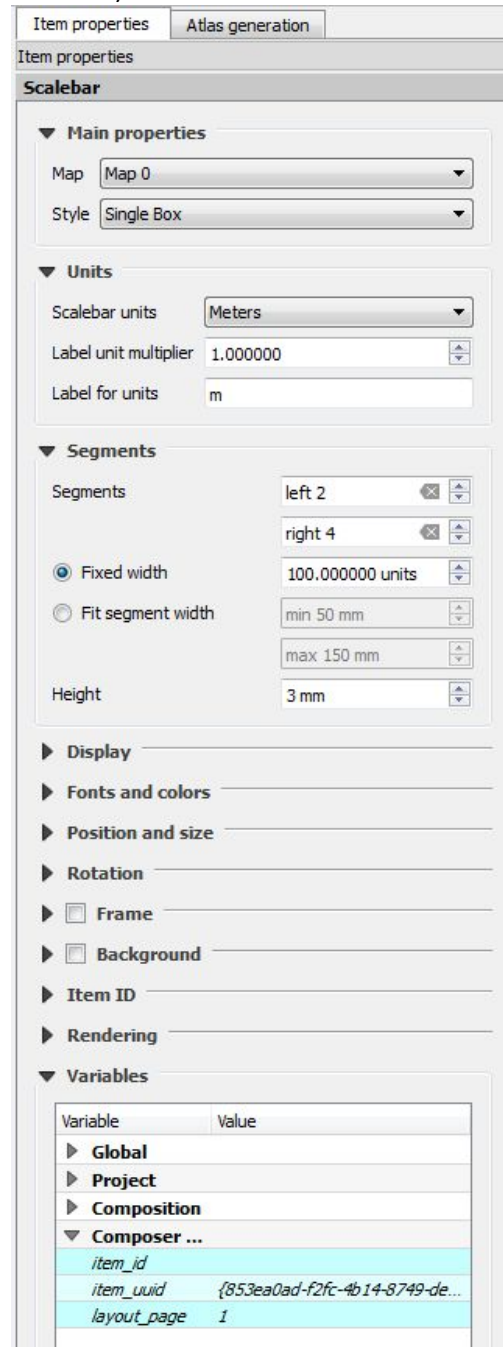 Item properties Atlas generation
Item properties
Scalebar
Main properties
Map Map 0
Style Single Box
Units
Scalebar units Meters
Label unit multiplier 1.000000
Label for units m
Segments
Segments left 2
right 4
Fixed width 100.000000 units
Fit segment width min 50 mm
max 150 mm
Height 3 mm
Display
Fonts and colors
Position and size
Rotation
Frame
Background
Item ID
Rendering
Variables
Variable Value
Global
Project
Composition
Composer ...
item_id
item_uuid {853ea0ad-f2fc-4b14-8749-de...
layout_page 1